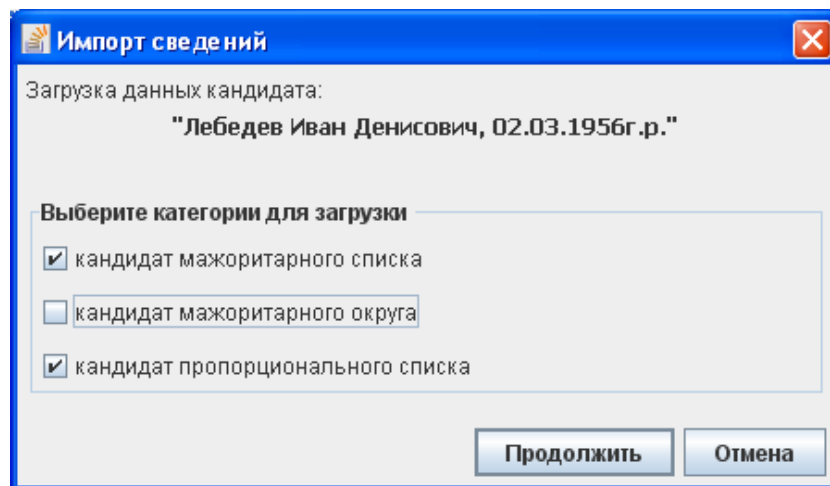 Импорт сведений
Загрузка данных кандидата:
"Лебедев Иван Денисович, 02.03.1956г.р."
Выберите категории для загрузки
кандидат мажоритарного списка
кандидат мажоритарного округа
кандидат пропорционального списка
Продолжить Отмена